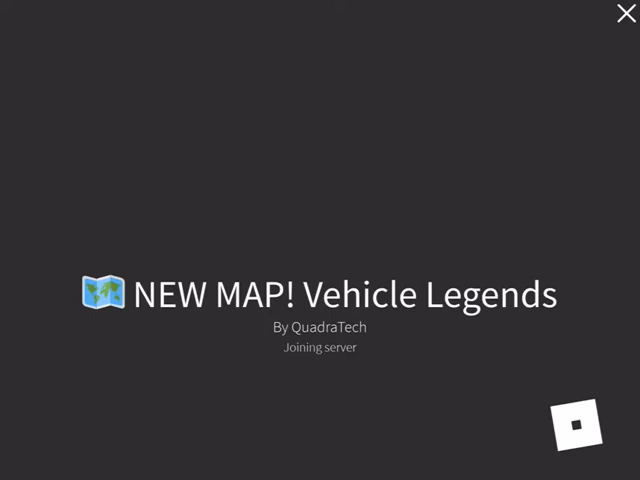 🗺️ NEW MAP! Vehicle Legends
By QuadraTech
Joining server